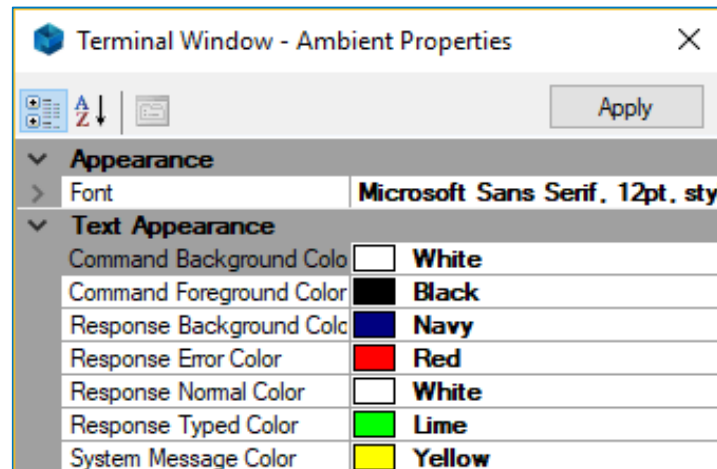 Terminal Window - Ambient Properties
A Z Apply
Appearance
Font Microsoft Sans Serif, 12pt, sty
Text Appearance
Command Background Colo White
Command Foreground Color Black
Response Background Colc Navy
Response Error Color Red
Response Normal Color White
Response Typed Color Lime
System Message Color Yellow